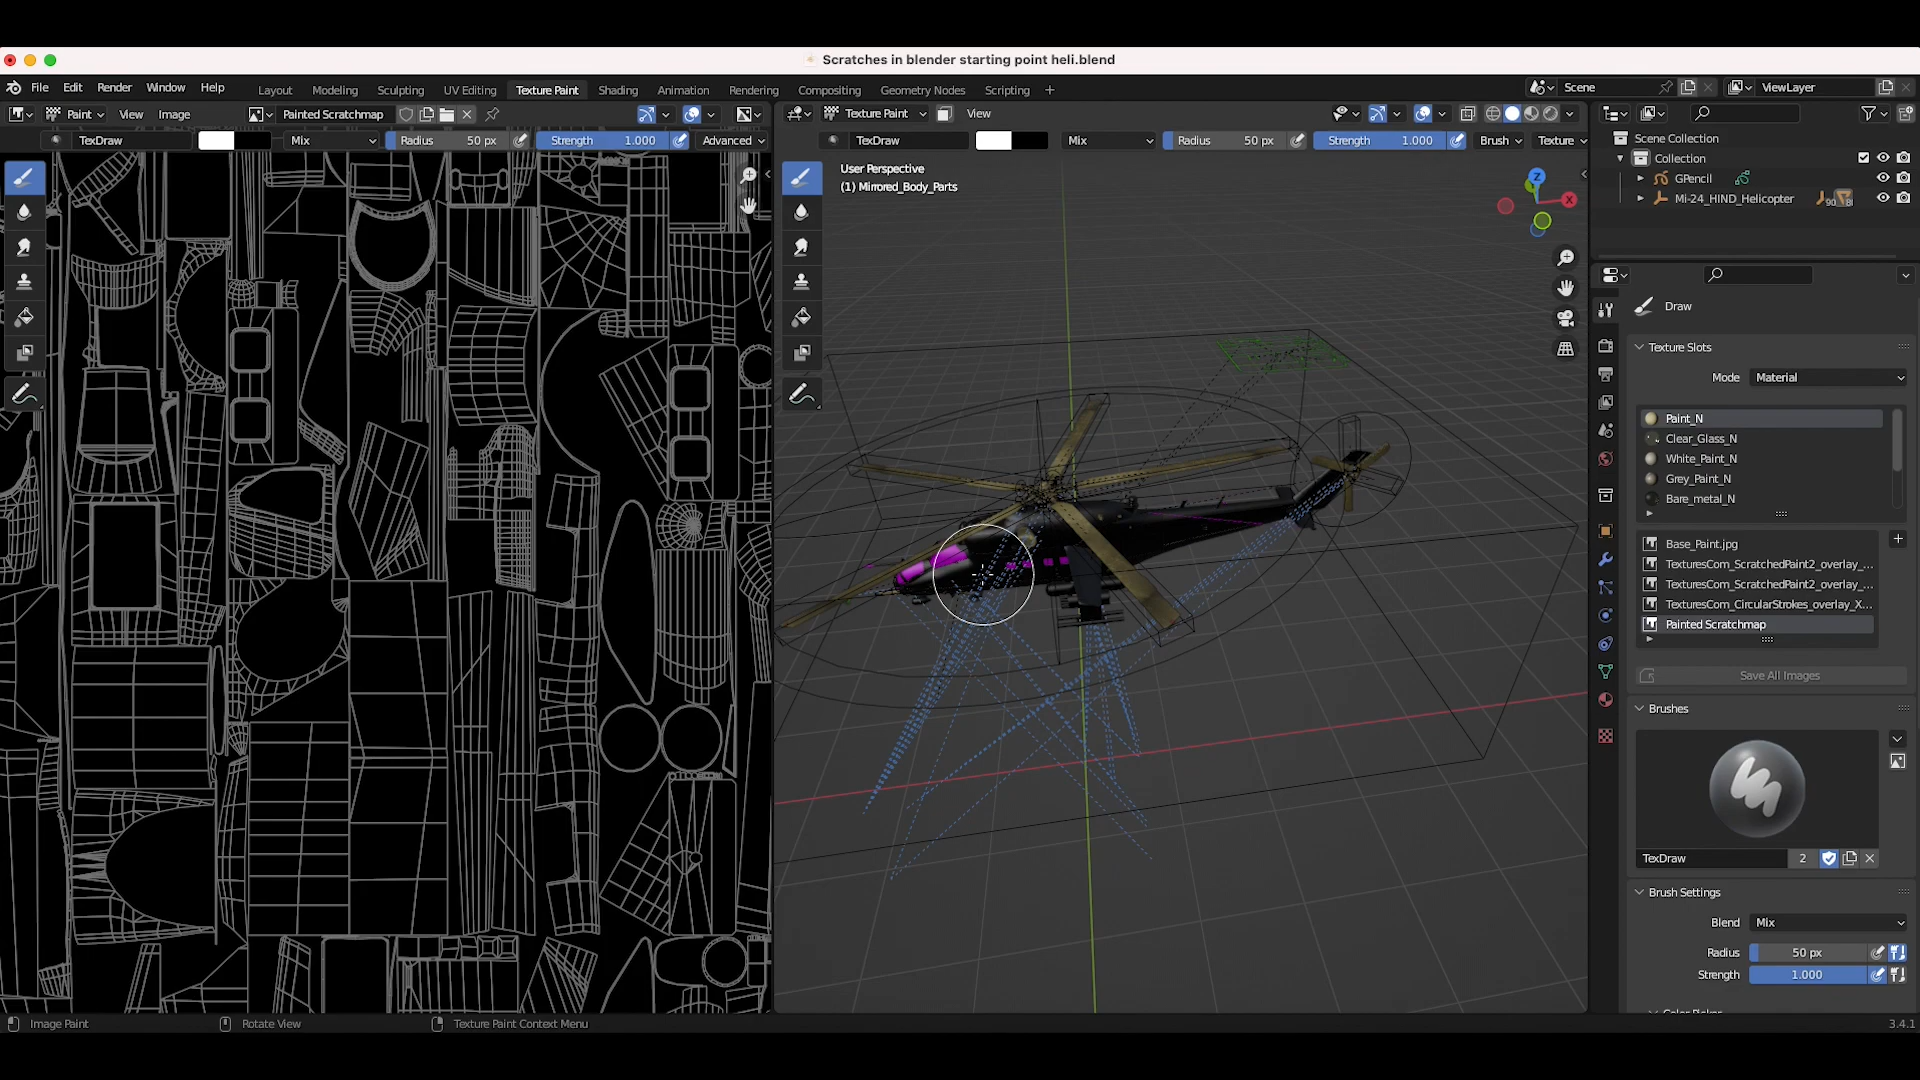 Scratches in blender starting point heli.blend
File Edit Render Window Help
Layout Modeling Sculpting UV Editing Texture Paint Shading Animation Rendering Compositing Geometry Nodes Scripting +
Scene
ViewLayer
Paint View Image Painted Scratchmap
Texture Paint View
TexDraw Mix Radius 50 px Strength 1.000 Advanced
TexDraw Mix Radius 50 px Strength 1.000 Brush Texture
User Perspective
(1) Mirrored_Body_Parts
Z
X
Scene Collection
Collection
GPencil
Mi-24_HIND_Helicopter
90
Draw
Texture Slots
Mode Material
Paint_N
Clear_Glass_N
White_Paint_N
Grey_Paint_N
Bare_metal_N
Base_Paint.jpg
TexturesCom_ScratchedPaint2_overlay_...
TexturesCom_ScratchedPaint2_overlay_...
TexturesCom_CircularStrokes_overlay_X...
Painted Scratchmap
Save All Images
Brushes
TexDraw 2
Brush Settings
Blend Mix
Radius 50 px
Strength 1.000
Color Picker
Image Paint Rotate View Texture Paint Context Menu
3.4.1